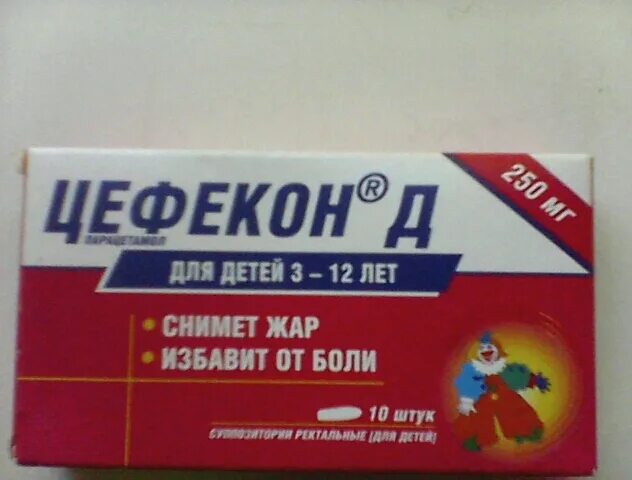 ЦЕФЕКОН® Д
250 МГ
ПАРАЦЕТАМОЛ
ДЛЯ ДЕТЕЙ 3 – 12 ЛЕТ
• СНИМЕТ ЖАР
• ИЗБАВИТ ОТ БОЛИ
10 штук
СУППОЗИТОРИИ РЕКТАЛЬНЫЕ (ДЛЯ ДЕТЕЙ)